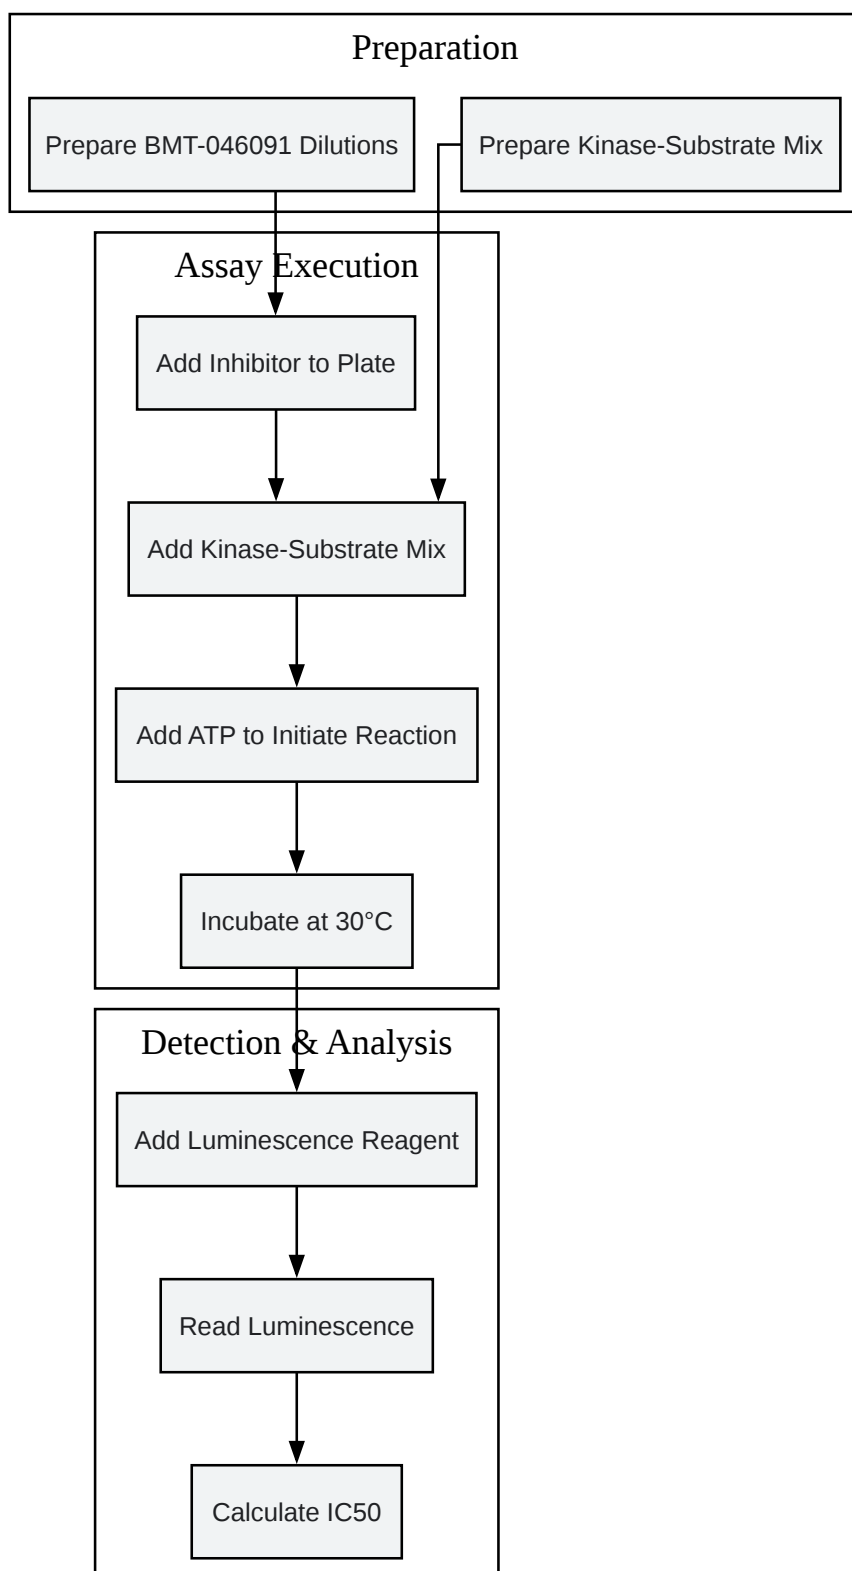 Preparation
Prepare BMT-046091 Dilutions
Prepare Kinase-Substrate Mix
Assay Execution
Add Inhibitor to Plate
Add Kinase-Substrate Mix
Add ATP to Initiate Reaction
Incubate at 30°C
Detection & Analysis
Add Luminescence Reagent
Read Luminescence
Calculate IC50